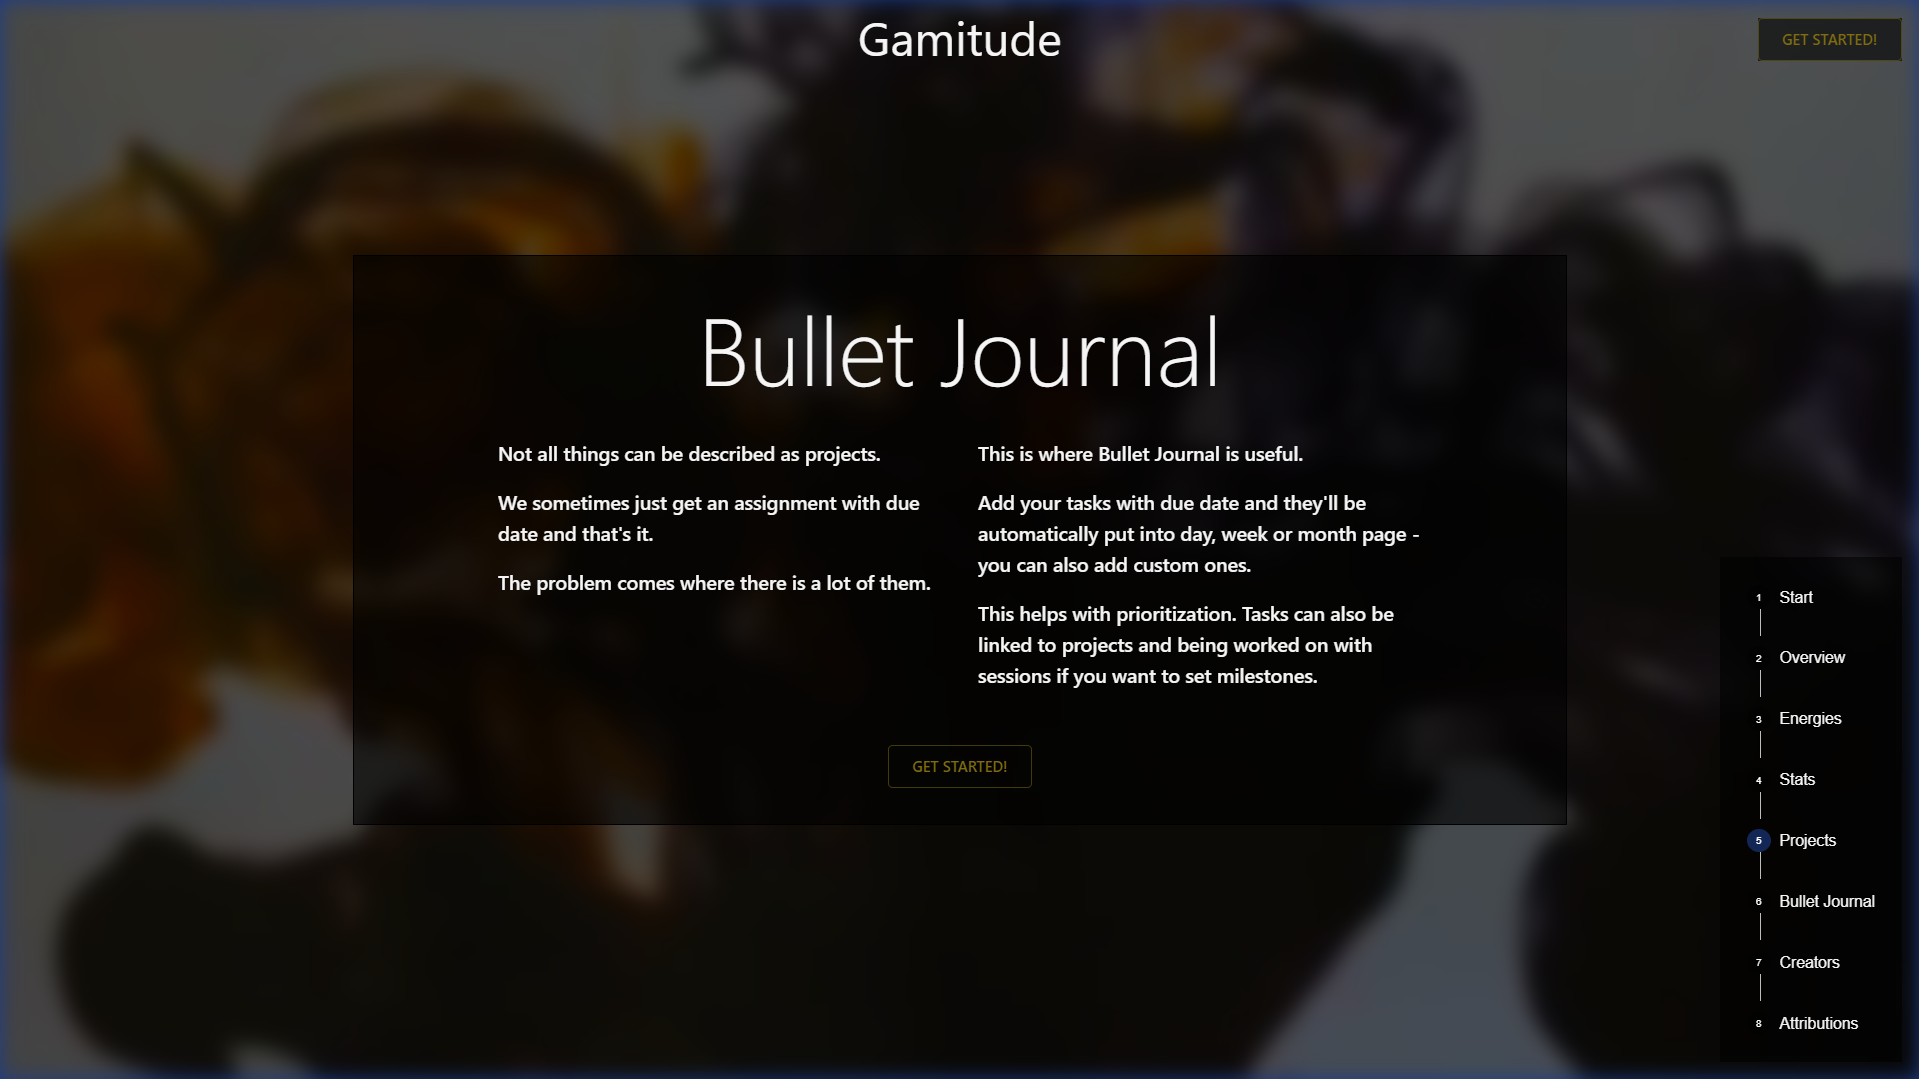 Gamitude
GET STARTED!
Bullet Journal
Not all things can be described as projects.
We sometimes just get an assignment with due
date and that's it.
The problem comes where there is a lot of them.
This is where Bullet Journal is useful.
Add your tasks with due date and they'll be
automatically put into day, week or month page -
you can also add custom ones.
This helps with prioritization. Tasks can also be
linked to projects and being worked on with
sessions if you want to set milestones.
GET STARTED!
1 Start
2 Overview
3 Energies
4 Stats
5 Projects
6 Bullet Journal
7 Creators
8 Attributions